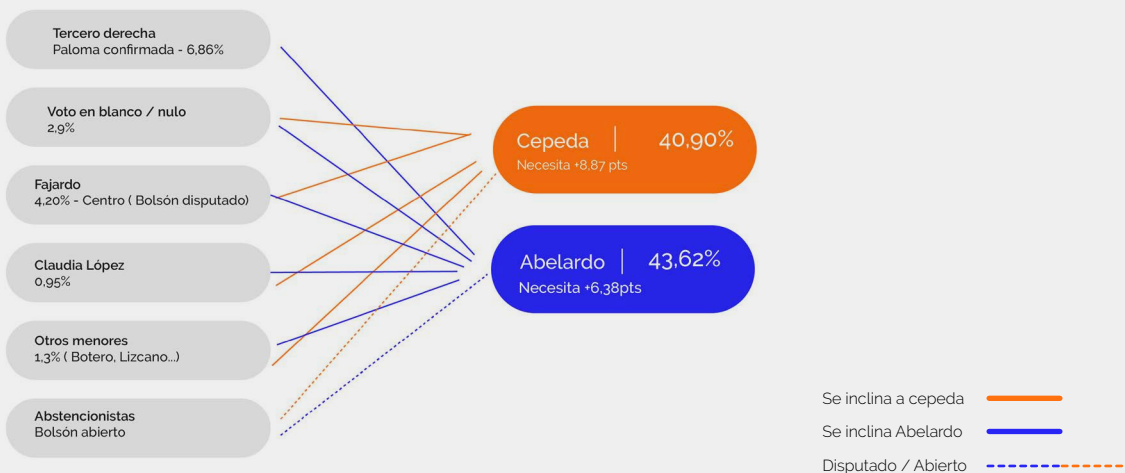 Tercero derecha
Paloma confirmada - 6,86%
Voto en blanco / nulo
2,9%
Fajardo
4,20% - Centro ( Bolsón disputado)
Claudia López
0,95%
Otros menores
1,3% ( Botero, Lizcano...)
Abstencionistas
Bolsón abierto
Cepeda | 40,90%
Necesita +8,87 pts
Abelardo | 43,62%
Necesita +6,38pts
Se inclina a cepeda
Se inclina Abelardo
Disputado / Abierto